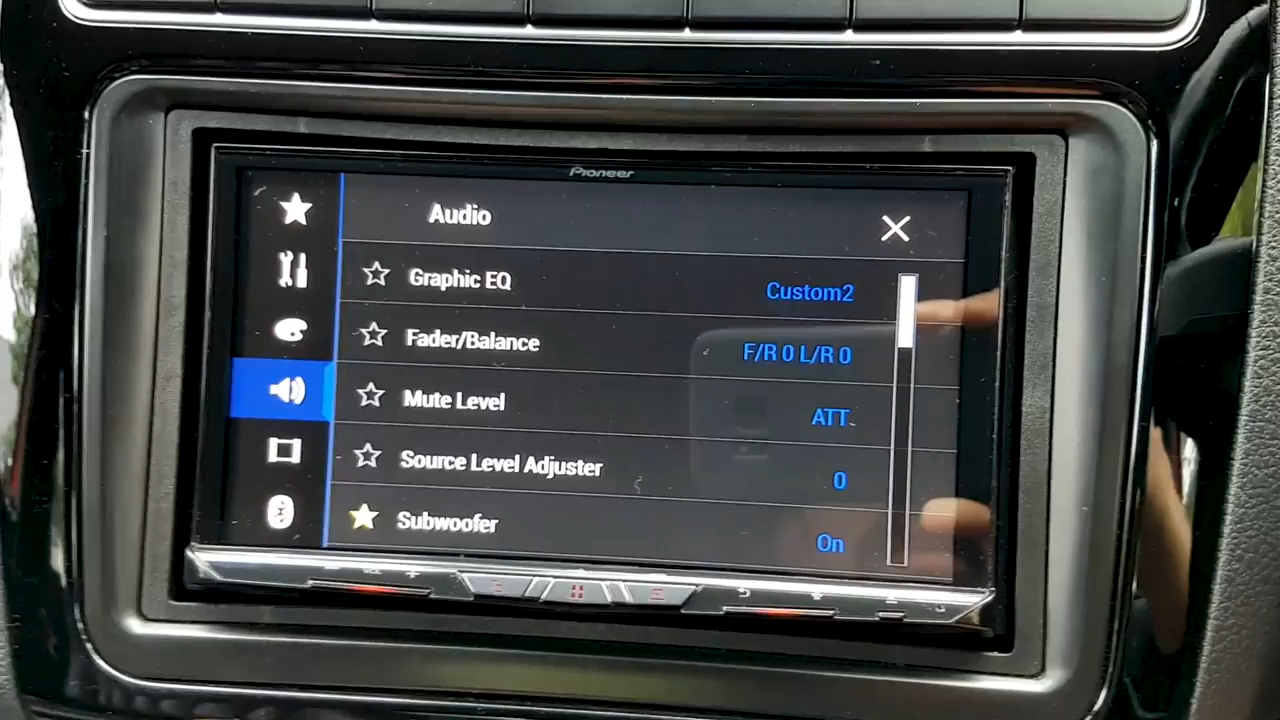 Pioneer
Audio
Graphic EQ Custom2
Fader/Balance F/R 0 L/R 0
Mute Level ATT
Source Level Adjuster 0
Subwoofer On